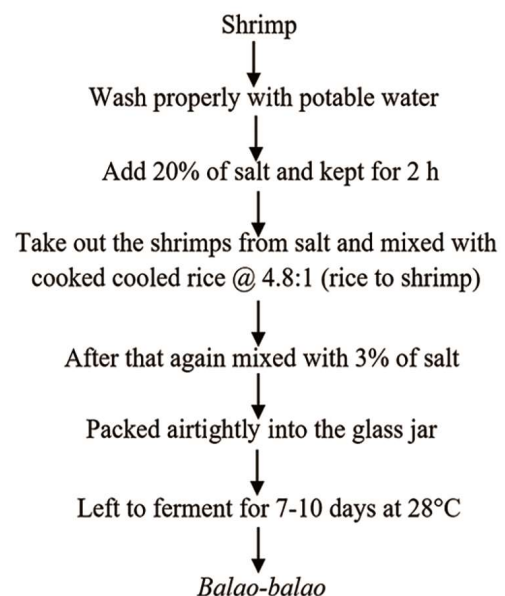 Shrimp
Wash properly with potable water
Add 20% of salt and kept for 2 h
Take out the shrimps from salt and mixed with
cooked cooled rice @ 4.8:1 (rice to shrimp)
After that again mixed with 3% of salt
Packed airtightly into the glass jar
Left to ferment for 7-10 days at 28°C
Balao-balao